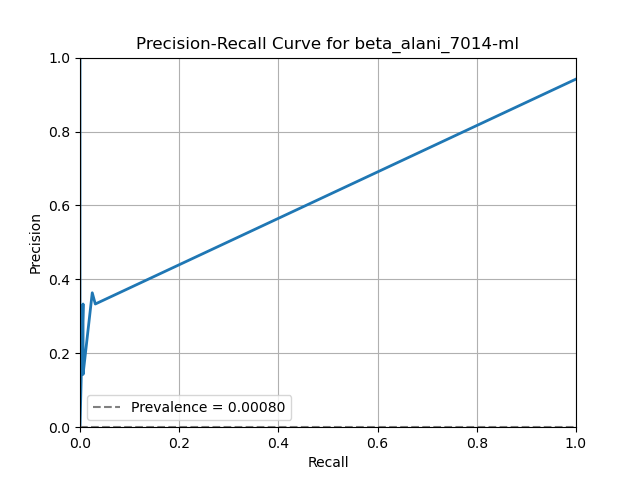 Precision-Recall Curve for beta_alani_7014-ml
1.0
0.8
0.6
0.4
0.2
0.0
Precision
Prevalence = 0.00080
0.0 0.2 0.4 0.6 0.8 1.0
Recall